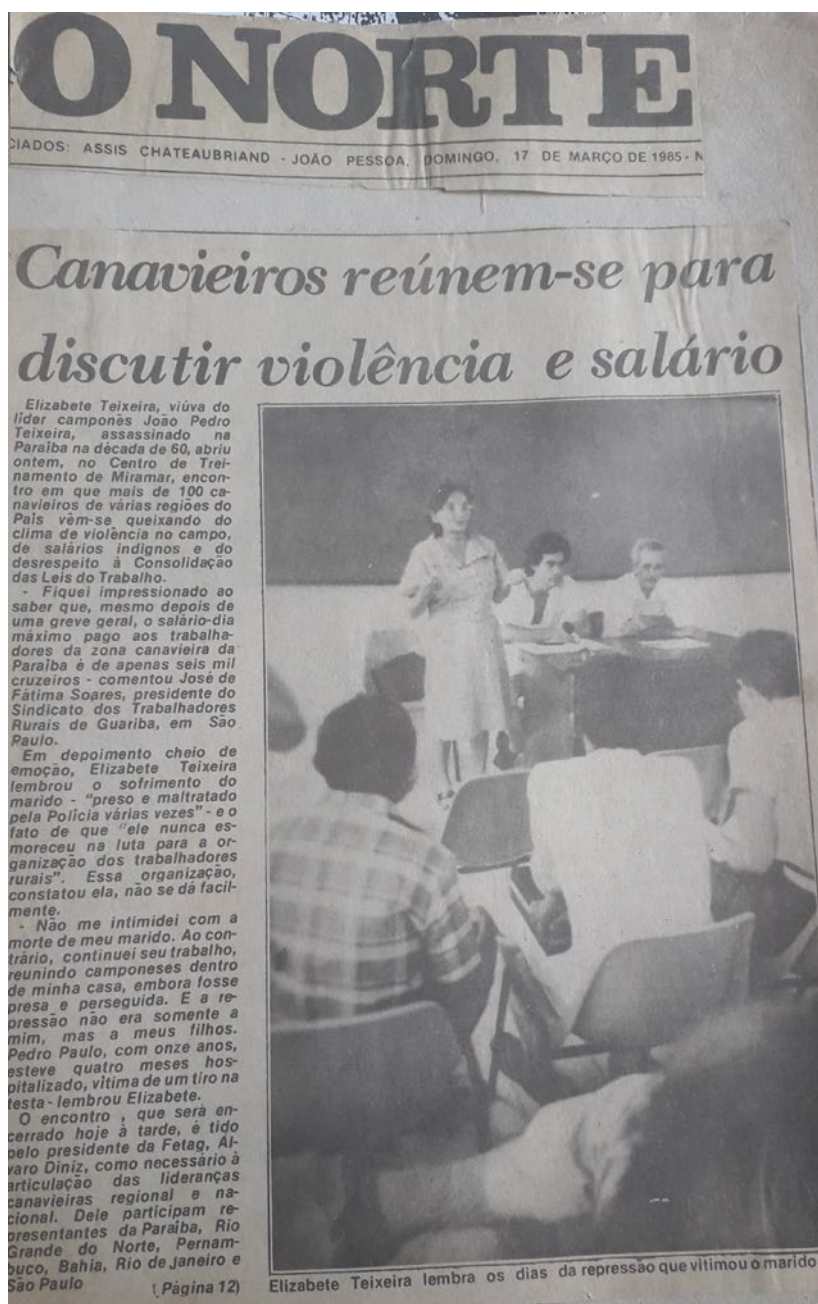 O NORTE
CIADOS: ASSIS CHATEAUBRIAND - JOÃO PESSOA, DOMINGO, 17 DE MARÇO DE 1985 - N
Canavieiros reúnem-se para
discutir violência e salário
Elizabete Teixeira, viúva do
líder camponês João Pedro
Teixeira, assassinado na
Paraíba na década de 60, abriu
ontem, no Centro de Trei-
namento de Miramar, encon-
tro em que mais de 100 ca-
navieiros de várias regiões do
País vêm-se queixando do
clima de violência no campo,
de salários indignos e do
desrespeito à Consolidação
das Leis do Trabalho.
- Fiquei impressionado ao
saber que, mesmo depois de
uma greve geral, o salário-dia
máximo pago aos trabalha-
dores da zona canavieira da
Paraíba é de apenas seis mil
cruzeiros - comentou José de
Fátima Soares, presidente do
Sindicato dos Trabalhadores
Rurais de Guariba, em São
Paulo.
Em depoimento cheio de
emoção, Elizabete Teixeira
lembrou o sofrimento do
marido - "preso e maltratado
pela Polícia várias vezes" - e o
fato de que "ele nunca es-
moreceu na luta para a or-
ganização dos trabalhadores
rurais". Essa organização,
constatou ela, não se dá facil-
mente.
- Não me intimidei com a
morte de meu marido. Ao con-
trário, continuei seu trabalho,
reunindo camponeses dentro
de minha casa, embora fosse
presa e perseguida. E a re-
pressão não era somente a
mim, mas a meus filhos.
Pedro Paulo, com onze anos,
esteve quatro meses hos-
pitalizado, vítima de um tiro na
testa - lembrou Elizabete.
O encontro , que será en-
cerrado hoje à tarde, é tido
pelo presidente da Fetag, Ál-
varo Diniz, como necessário à
articulação das lideranças
canavieiras regional e na-
cional. Dele participam re-
presentantes da Paraíba, Rio
Grande do Norte, Pernam-
buco, Bahia, Rio de Janeiro e
São Paulo (Página 12)
Elizabete Teixeira lembra os dias da repressão que vitimou o marido